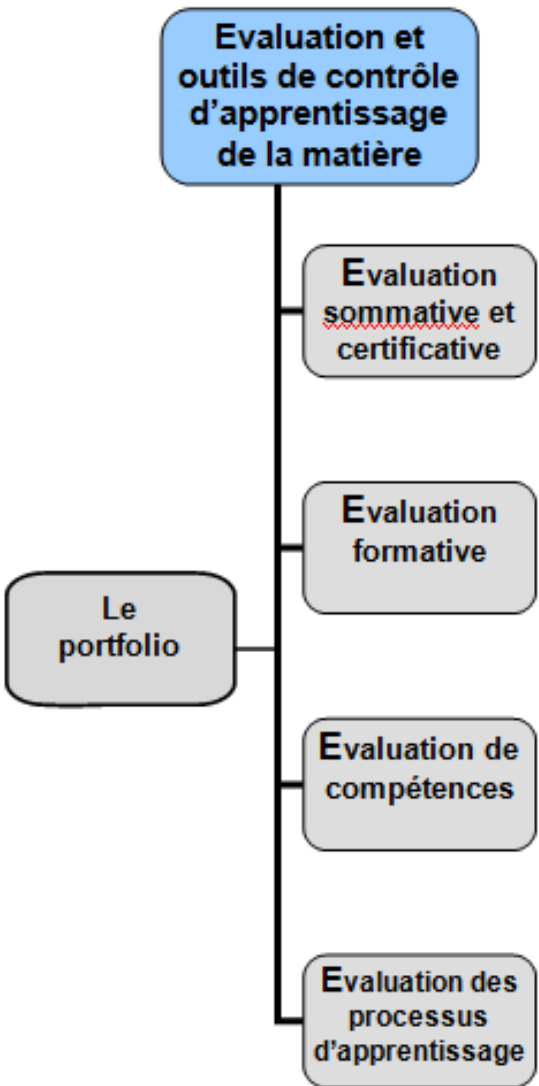 Evaluation et
outils de contrôle
d’apprentissage
de la matière
Evaluation
sommative et
certificative
Evaluation
formative
Le
portfolio
Evaluation de
compétences
Evaluation des
processus
d’apprentissage